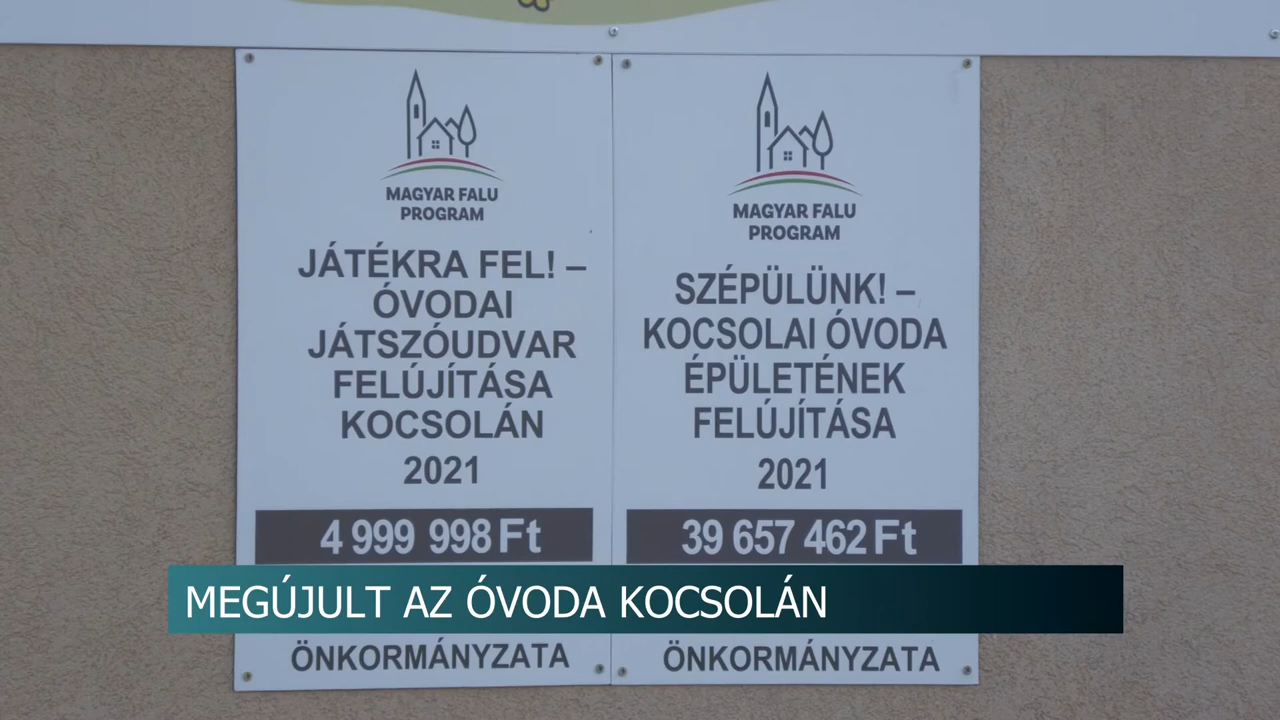 MAGYAR FALU
PROGRAM
JÁTÉKRA FEL! –
ÓVODAI
JÁTSZÓUDVAR
FELÚJÍTÁSA
KOCSOLÁN
2021
4 999 998 Ft
ÖNKORMÁNYZATA
MAGYAR FALU
PROGRAM
SZÉPÜLÜNK! –
KOCSOLAI ÓVODA
ÉPÜLETÉNEK
FELÚJÍTÁSA
2021
39 657 462 Ft
ÖNKORMÁNYZATA
MEGÚJULT AZ ÓVODA KOCSOLÁN